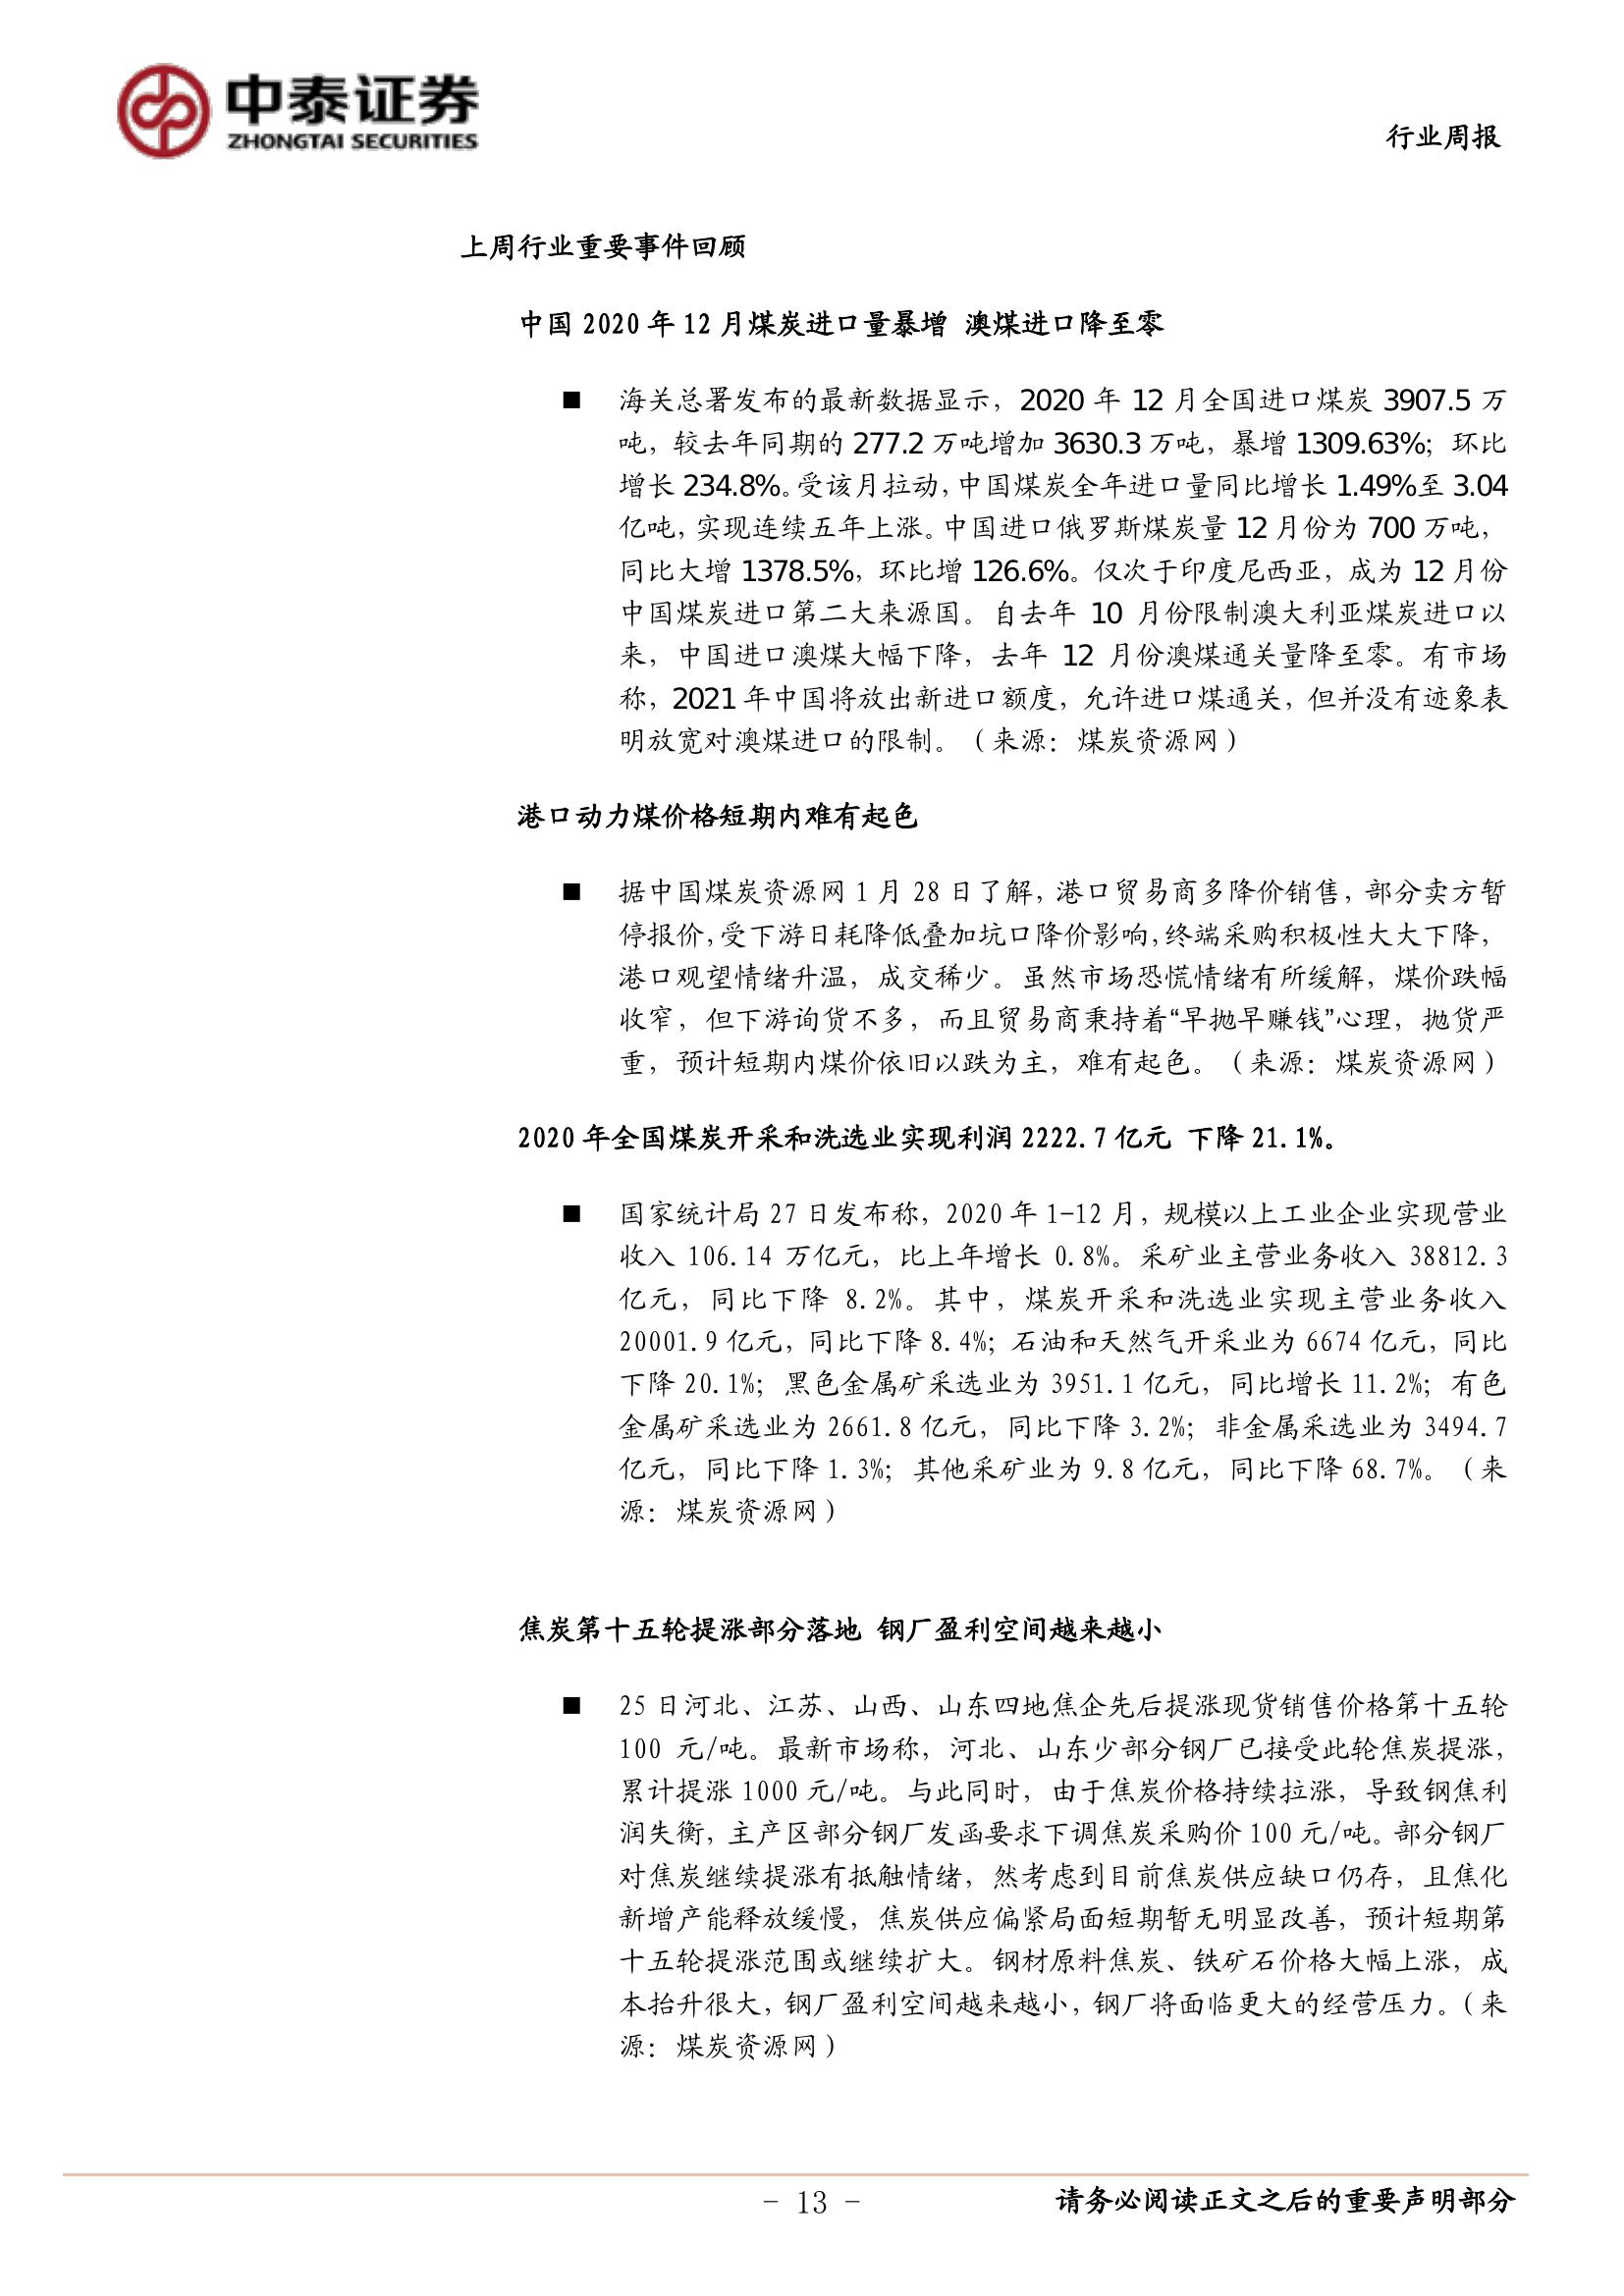 中泰证券
ZHONGTAI SECURITIES
行业周报
上周行业重要事件回顾
中国 2020 年 12 月煤炭进口量暴增 澳煤进口降至零
■ 海关总署发布的最新数据显示，2020 年 12 月全国进口煤炭 3907.5 万
吨，较去年同期的 277.2 万吨增加 3630.3 万吨，暴增 1309.63%；环比
增长 234.8%。受该月拉动，中国煤炭全年进口量同比增长 1.49%至 3.04
亿吨，实现连续五年上涨。中国进口俄罗斯煤炭量 12 月份为 700 万吨，
同比大增 1378.5%，环比增 126.6%。仅次于印度尼西亚，成为 12 月份
中国煤炭进口第二大来源国。自去年 10 月份限制澳大利亚煤炭进口以
来，中国进口澳煤大幅下降，去年 12 月份澳煤通关量降至零。有市场
称，2021 年中国将放出新进口额度，允许进口煤通关，但并没有迹象表
明放宽对澳煤进口的限制。（来源：煤炭资源网）
港口动力煤价格短期内难有起色
■ 据中国煤炭资源网 1 月 28 日了解，港口贸易商多降价销售，部分卖方暂
停报价，受下游日耗降低叠加坑口降价影响，终端采购积极性大大下降，
港口观望情绪升温，成交稀少。虽然市场恐慌情绪有所缓解，煤价跌幅
收窄，但下游询货不多，而且贸易商秉持着“早抛早赚钱”心理，抛货严
重，预计短期内煤价依旧以跌为主，难有起色。（来源：煤炭资源网）
2020 年全国煤炭开采和洗选业实现利润 2222.7 亿元 下降 21.1%。
■ 国家统计局 27 日发布称，2020 年 1-12 月，规模以上工业企业实现营业
收入 106.14 万亿元，比上年增长 0.8%。采矿业主营业务收入 38812.3
亿元，同比下降 8.2%。其中，煤炭开采和洗选业实现主营业务收入
20001.9 亿元，同比下降 8.4%；石油和天然气开采业为 6674 亿元，同比
下降 20.1%；黑色金属矿采选业为 3951.1 亿元，同比增长 11.2%；有色
金属矿采选业为 2661.8 亿元，同比下降 3.2%；非金属采选业为 3494.7
亿元，同比下降 1.3%；其他采矿业为 9.8 亿元，同比下降 68.7%。（来
源：煤炭资源网）
焦炭第十五轮提涨部分落地 钢厂盈利空间越来越小
■ 25 日河北、江苏、山西、山东四地焦企先后提涨现货销售价格第十五轮
100 元/吨。最新市场称，河北、山东少部分钢厂已接受此轮焦炭提涨，
累计提涨 1000 元/吨。与此同时，由于焦炭价格持续拉涨，导致钢焦利
润失衡，主产区部分钢厂发函要求下调焦炭采购价 100 元/吨。部分钢厂
对焦炭继续提涨有抵触情绪，然考虑到目前焦炭供应缺口仍存，且焦化
新增产能释放缓慢，焦炭供应偏紧局面短期暂无明显改善，预计短期第
十五轮提涨范围或继续扩大。钢材原料焦炭、铁矿石价格大幅上涨，成
本抬升很大，钢厂盈利空间越来越小，钢厂将面临更大的经营压力。（来
源：煤炭资源网）
- 13 -
请务必阅读正文之后的重要声明部分